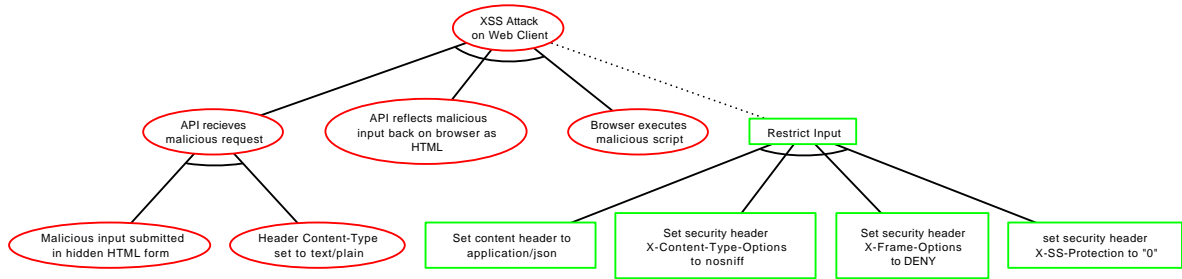 XSS Attack
on Web Client
API recieves
malicious request
API reflects malicious
input back on browser as
HTML
Browser executes
malicious script
Restrict Input
Malicious input submitted
in hidden HTML form
Header Content-Type
set to text/plain
Set content header to
application/json
Set security header
X-Content-Type-Options
to nosniff
Set security header
X-Frame-Options
to DENY
set security header
X-SS-Protection to "0"